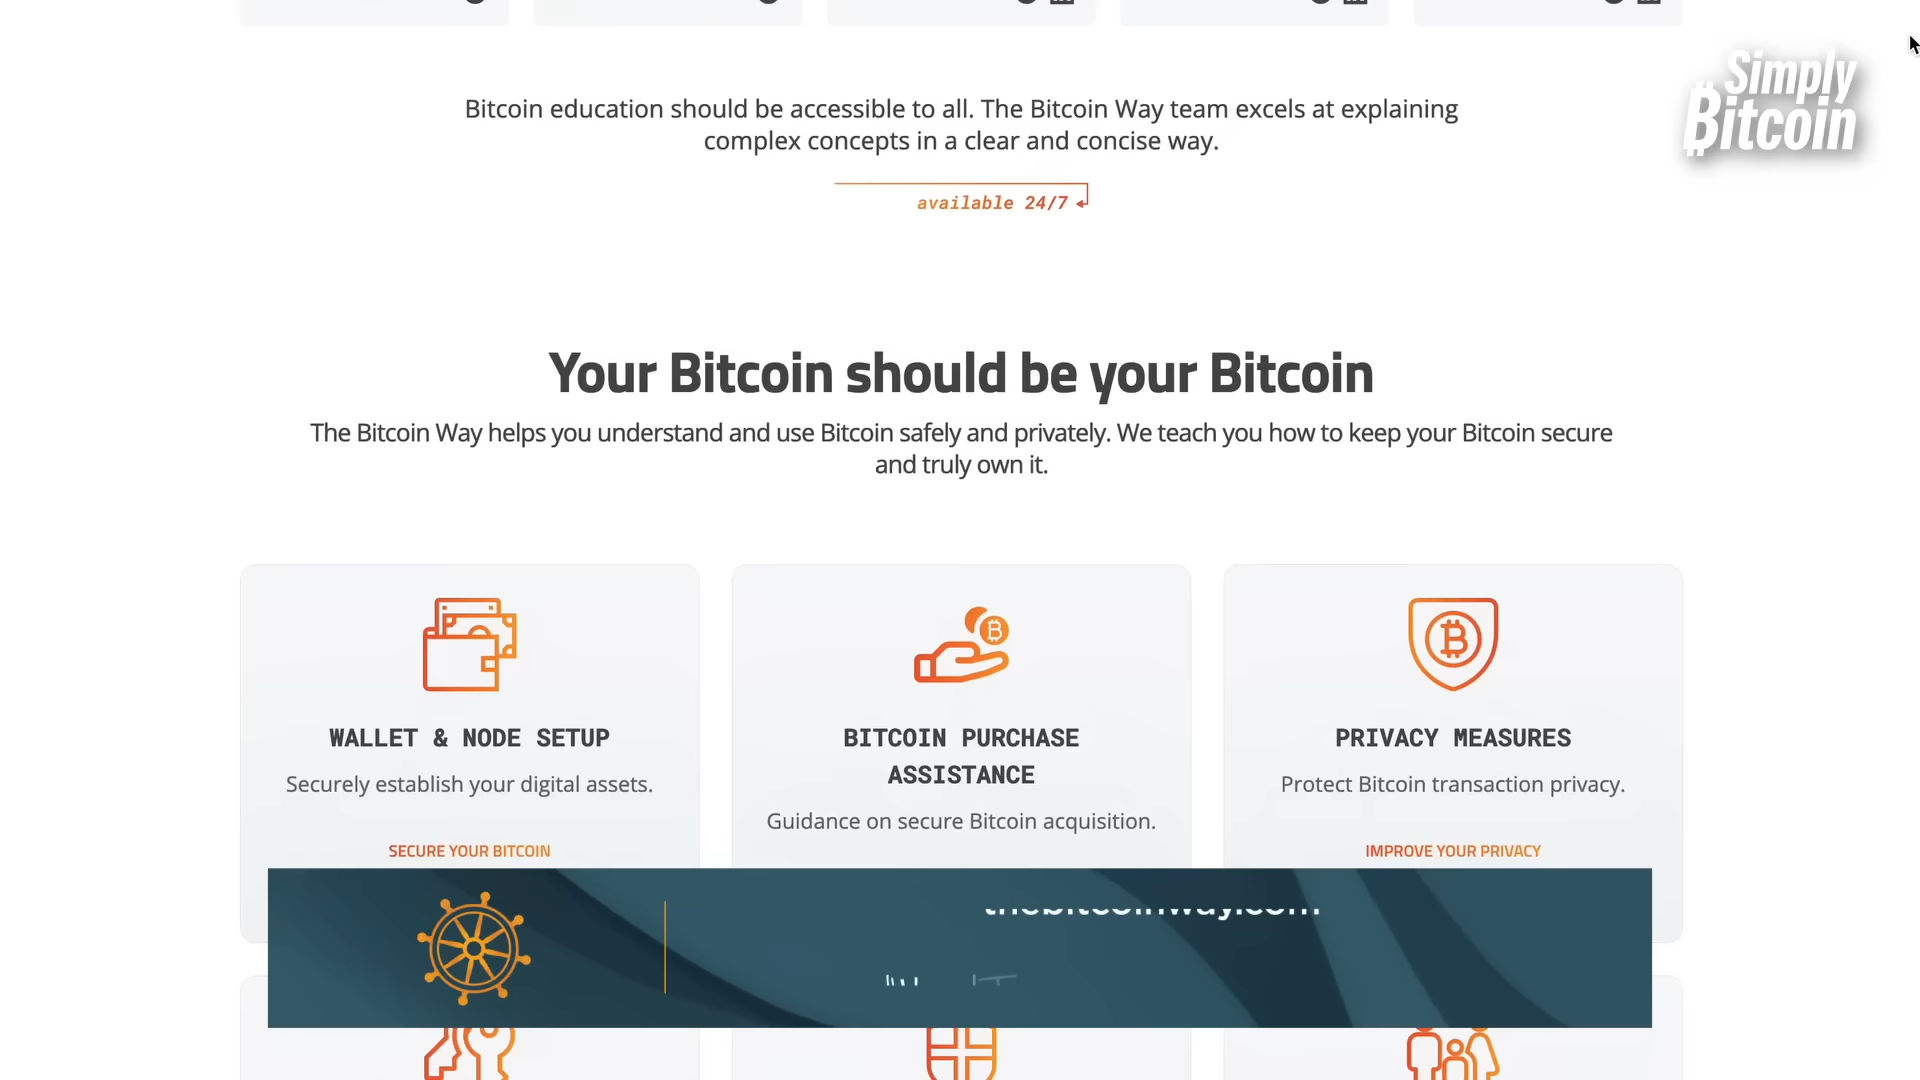 Simply
Bitcoin
Bitcoin education should be accessible to all. The Bitcoin Way team excels at explaining
complex concepts in a clear and concise way.
available 24/7
Your Bitcoin should be your Bitcoin
The Bitcoin Way helps you understand and use Bitcoin safely and privately. We teach you how to keep your Bitcoin secure
and truly own it.
WALLET & NODE SETUP
Securely establish your digital assets.
SECURE YOUR BITCOIN
BITCOIN PURCHASE
ASSISTANCE
Guidance on secure Bitcoin acquisition.
PRIVACY MEASURES
Protect Bitcoin transaction privacy.
IMPROVE YOUR PRIVACY
thebitcoinway.com